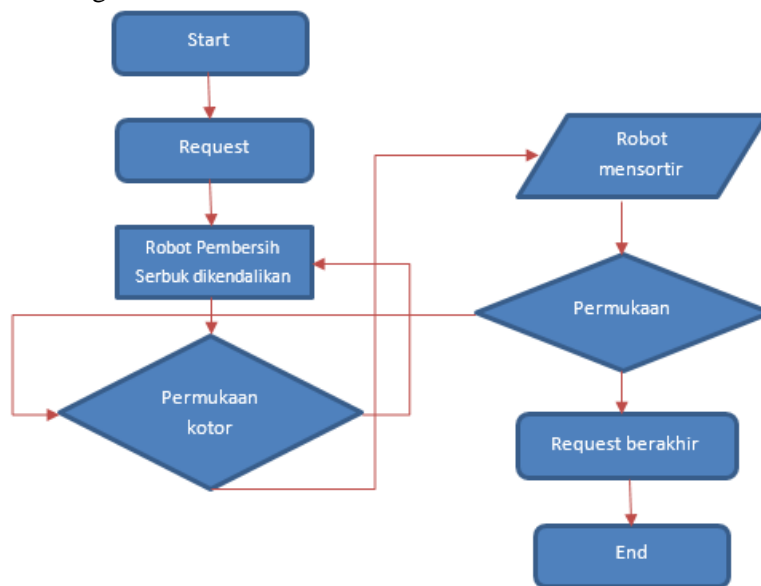 Start
Request
Robot Pembersih
Serbuk dikendalikan
Permukaan
kotor
Robot
mensortir
Permukaan
Request berakhir
End